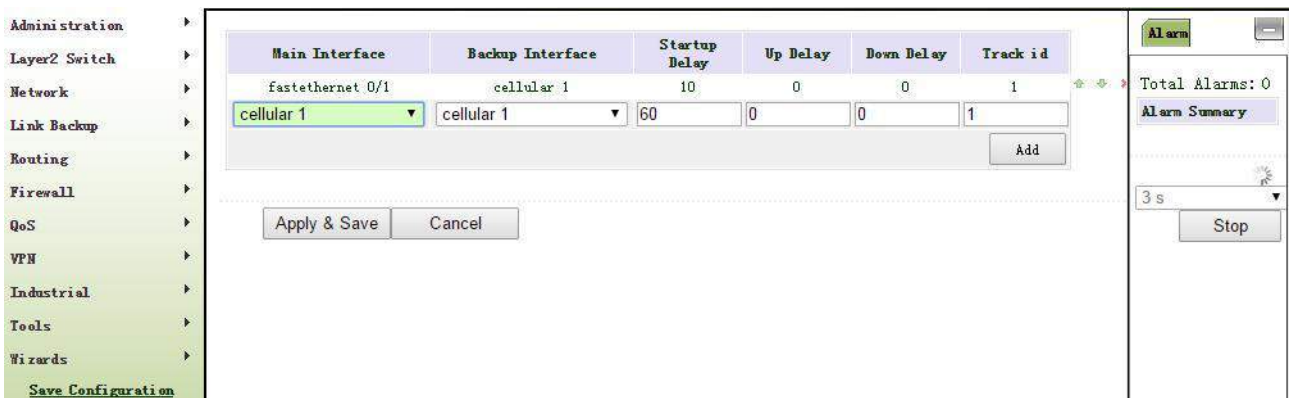 Administration
Layer2 Switch
Network
Link Backup
Routing
Firewall
QoS
VPN
Industrial
Tools
Wizards
Save Configuration
Main Interface Backup Interface Startup Delay Up Delay Down Delay Track id
fastethernet 0/1 cellular 1 10 0 0 1
cellular 1 cellular 1 60 0 0 1
Add
Apply & Save Cancel
Alarm
Total Alarms: 0
Alarm Summary
3 s
Stop